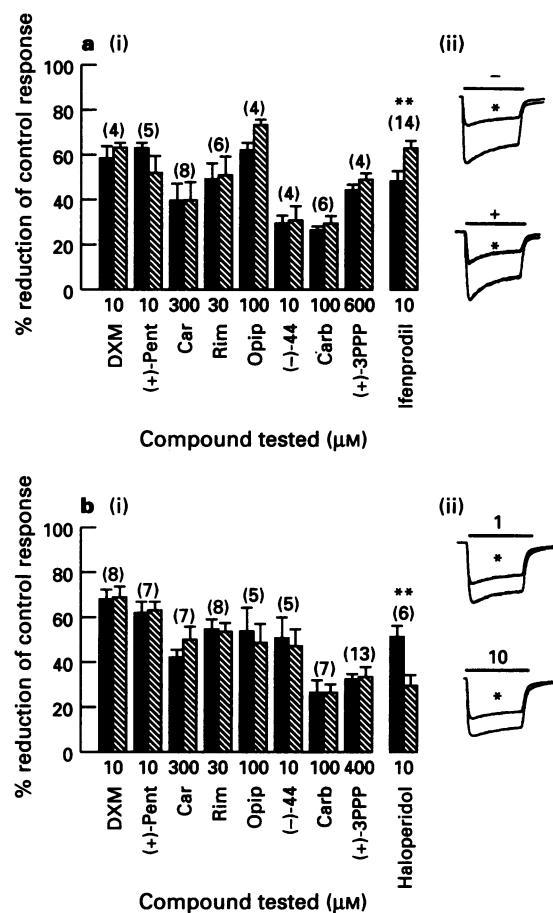 a (i)
(ii)
% reduction of control response
100
80
60
40
20
0
(4)
(5)
(8)
(6)
(4)
(4)
(6)
(4)
**
(14)
10
10
300
30
100
10
100
600
10
DXM
(+)-Pent
Car
Rim
Opip
(−)-44
Carb
(+)-3PPP
Ifenprodil
Compound tested (μM)
−
*
+
*
b (i)
(ii)
% reduction of control response
100
80
60
40
20
0
(8)
(7)
(7)
(8)
(5)
(5)
(7)
(13)
**
(6)
10
10
300
30
100
10
100
400
10
DXM
(+)-Pent
Car
Rim
Opip
(−)-44
Carb
(+)-3PPP
Haloperidol
Compound tested (μM)
1
*
10
*